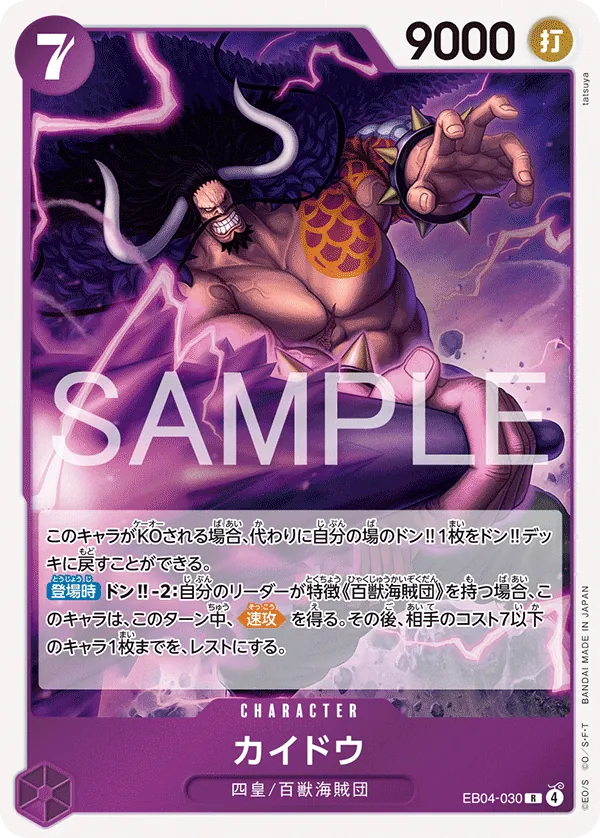 7
9000
打
tatsuya
SAMPLE
このキャラがKOされる場合、代わりに自分の場のドン!!1枚をドン!!デッ
キに戻すことができる。
登場時 ドン!!-2:自分のリーダーが特徴《百獣海賊団》を持つ場合、こ
のキャラは、このターン中、速攻を得る。その後、相手のコスト7以下
のキャラ1枚までを、レストにする。
CHARACTER
カイドウ
四皇/百獣海賊団
EB04-030 R 4
©E.O/S ©O/S・F・T BANDAI MADE IN JAPAN